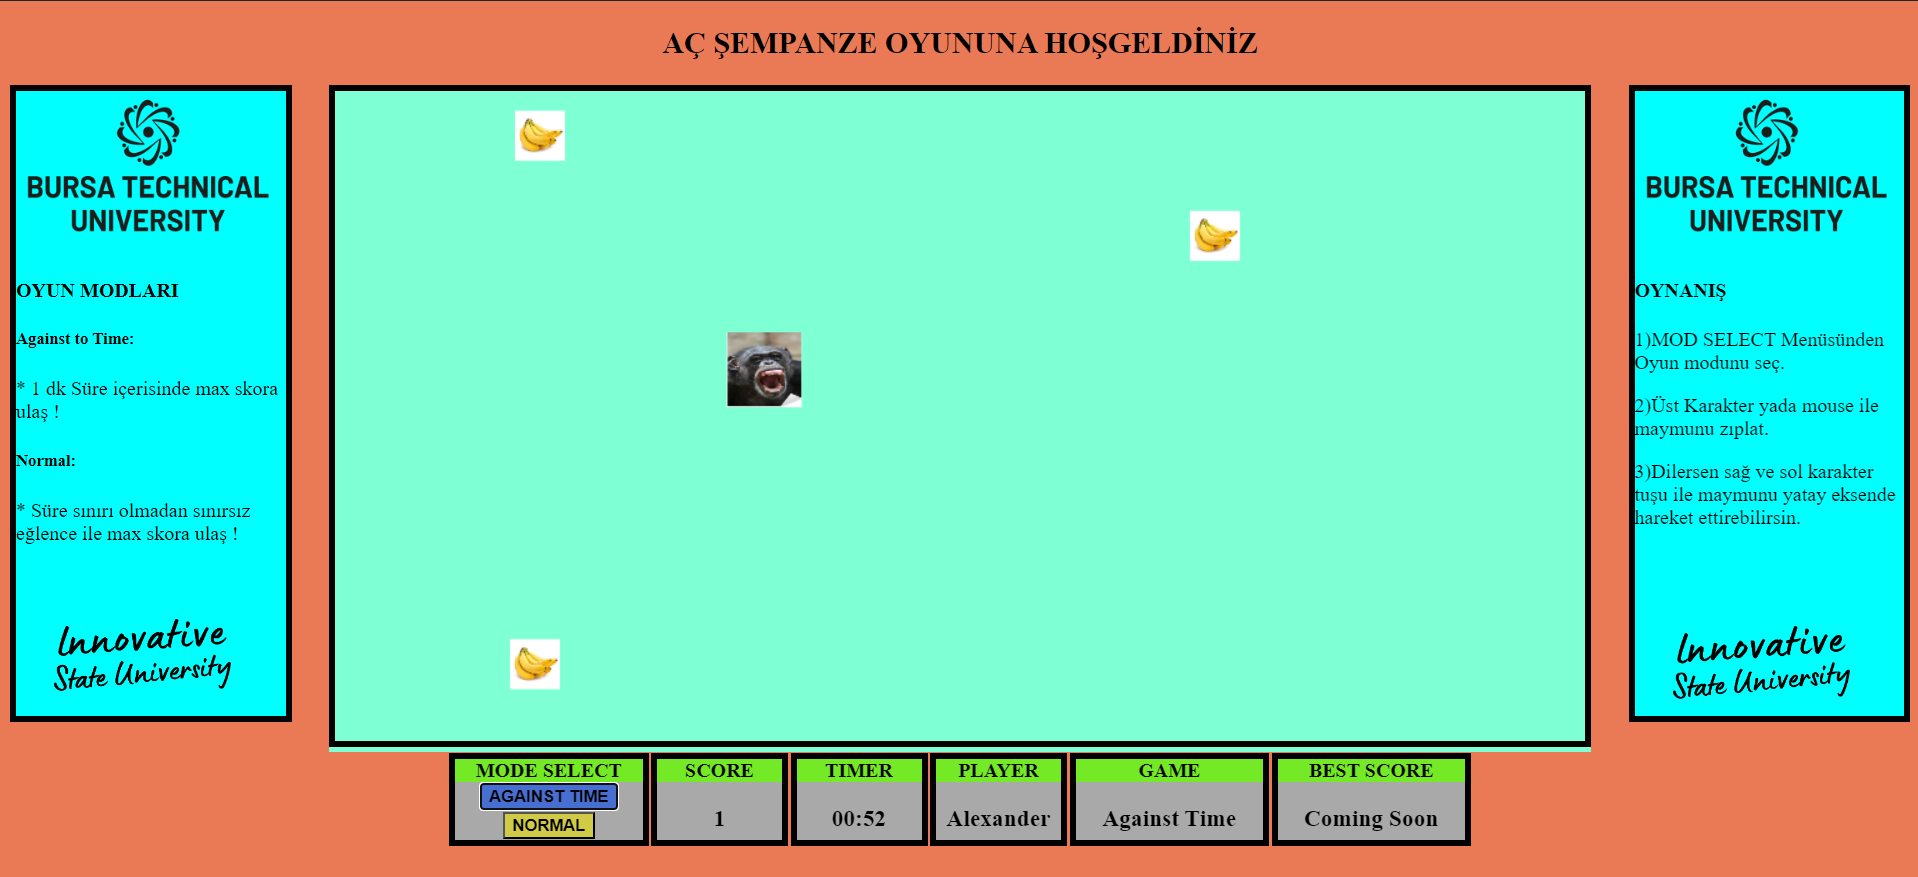 AÇ ŞEMPANZE OYUNUNA HOŞGELDİNİZ
BURSA TECHNICAL
UNIVERSITY
OYUN MODLARI
Against to Time:
* 1 dk Süre içerisinde max skora
ulaş !
Normal:
* Süre sınırı olmadan sınırsız
eğlence ile max skora ulaş !
Innovative
State University
BURSA TECHNICAL
UNIVERSITY
OYNANIŞ
1)MOD SELECT Menüsünden
Oyun modunu seç.
2)Üst Karakter yada mouse ile
maymunu zıplat.
3)Dilersen sağ ve sol karakter
tuşu ile maymunu yatay eksende
hareket ettirebilirsin.
Innovative
State University
MODE SELECT
AGAINST TIME
NORMAL
SCORE
1
TIMER
00:52
PLAYER
Alexander
GAME
Against Time
BEST SCORE
Coming Soon